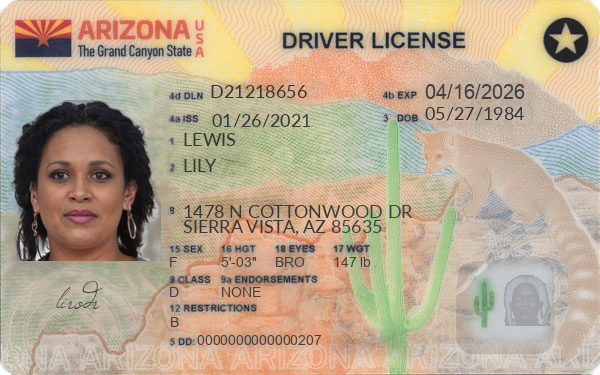 ARIZONA USA
The Grand Canyon State
DRIVER LICENSE
4d DLN D21218656
4b EXP 04/16/2026
4a ISS 01/26/2021
3 DOB 05/27/1984
1 LEWIS
2 LILY
8 1478 N COTTONWOOD DR
SIERRA VISTA, AZ 85635
15 SEX 16 HGT 18 EYES 17 WGT
F 5'-03" BRO 147 lb
9 CLASS 9a ENDORSEMENTS
D NONE
12 RESTRICTIONS
B
5 DD: 0000000000000207
ARIZONA ARIZONA ARIZONA ARIZONA